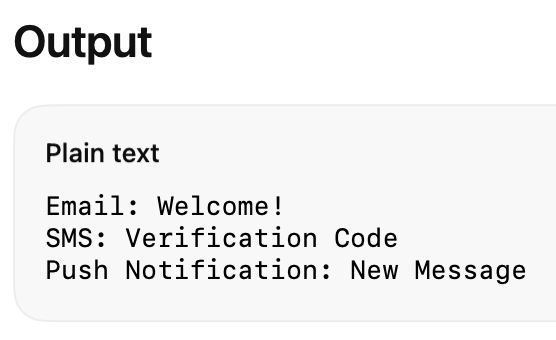 Output
Plain text
Email: Welcome!
SMS: Verification Code
Push Notification: New Message